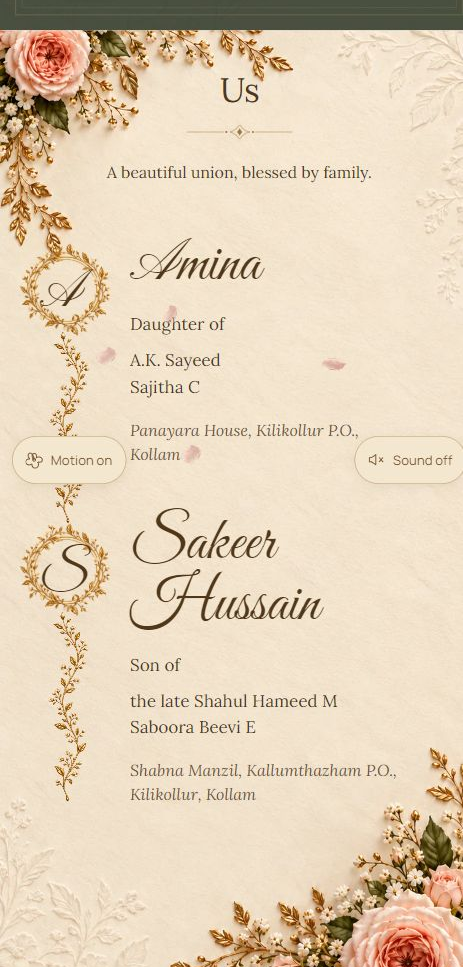 Us
A beautiful union, blessed by family.
A
Amina
Daughter of
A.K. Sayeed
Sajitha C
Panayara House, Kilikollur P.O.,
Kollam
Motion on
Sound off
S
Sakeer
Hussain
Son of
the late Shahul Hameed M
Saboora Beevi E
Shabna Manzil, Kallumthazham P.O.,
Kilikollur, Kollam